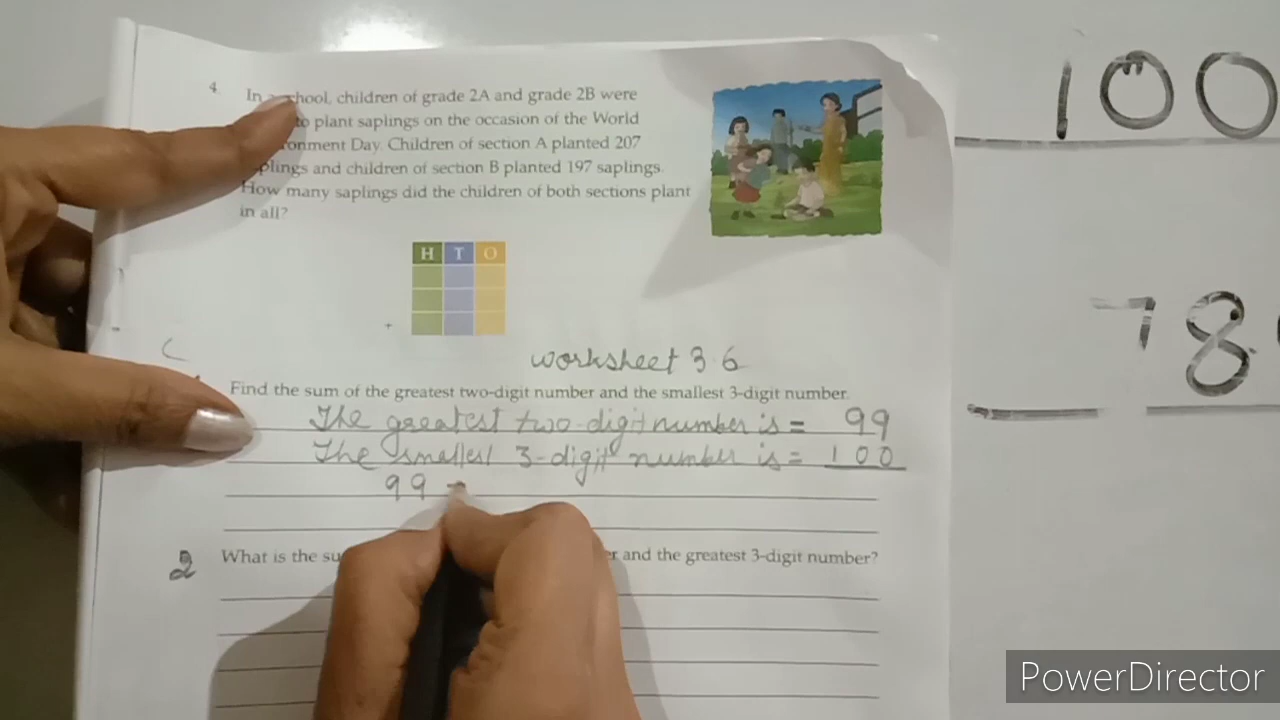 4.
In a school, children of grade 2A and grade 2B were
to plant saplings on the occasion of the World
ronment Day. Children of section A planted 207
plings and children of section B planted 197 saplings.
How many saplings did the children of both sections plant
in all?
H T O
+
worksheet 3.6
Find the sum of the greatest two-digit number and the smallest 3-digit number.
The greatest two-digit number is = 99
The smallest 3-digit number is = 100
99
2 What is the su and the greatest 3-digit number?
100
78
PowerDirector